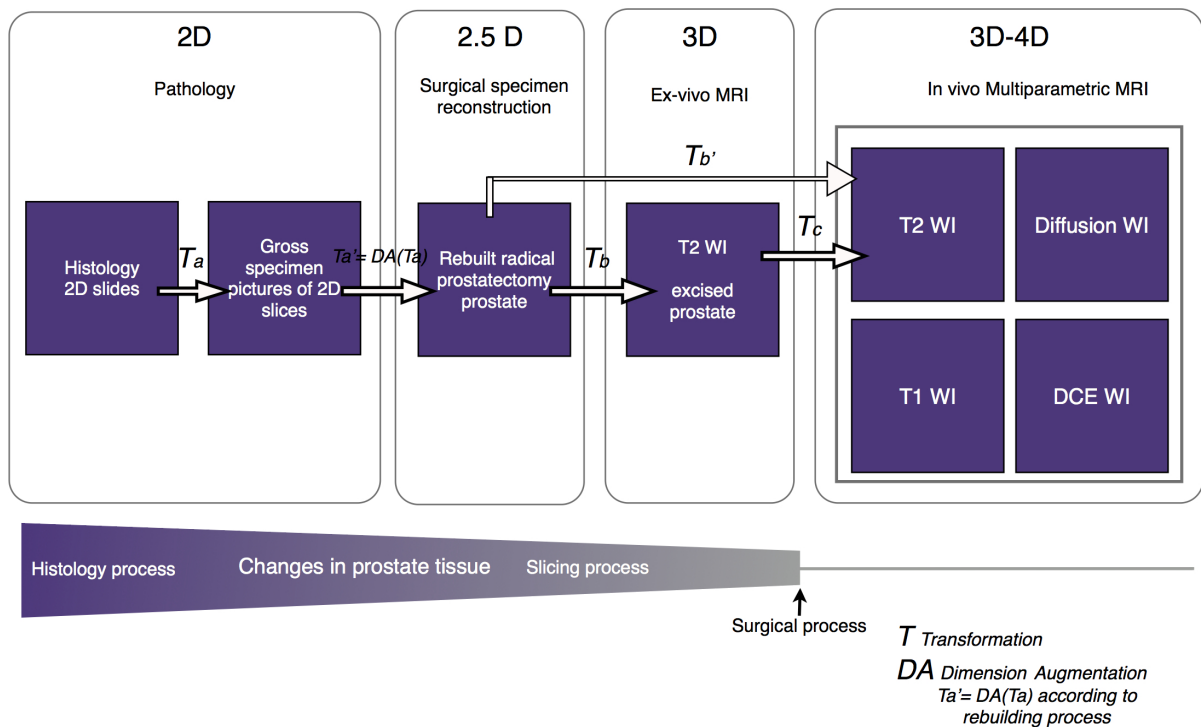 2D
Pathology
Histology
2D slides
Ta
Gross
specimen
pictures of 2D
slices
Ta'= DA(Ta)
2.5 D
Surgical specimen
reconstruction
Rebuilt radical
prostatectomy
prostate
Tb
Tb'
3D
Ex-vivo MRI
T2 WI
excised
prostate
Tc
3D-4D
In vivo Multiparametric MRI
T2 WI
Diffusion WI
T1 WI
DCE WI
Histology process
Changes in prostate tissue
Slicing process
Surgical process
T Transformation
DA Dimension Augmentation
Ta'= DA(Ta) according to
rebuilding process